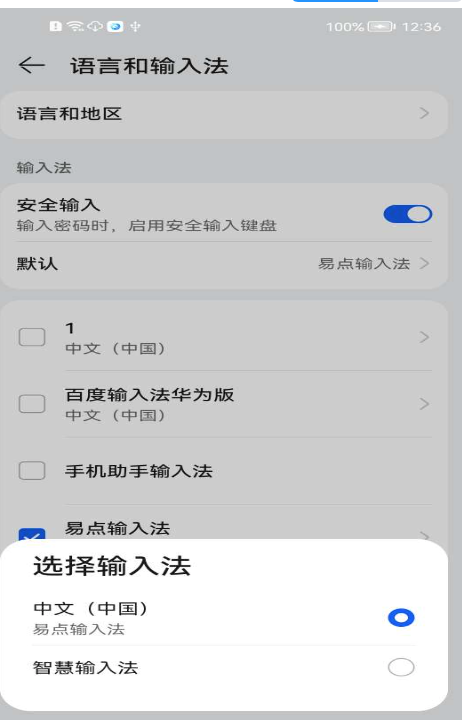 100% 12:36
语言和输入法
语言和地区
输入法
安全输入
输入密码时，启用安全输入键盘
默认 易点输入法
1
中文（中国）
百度输入法华为版
中文（中国）
手机助手输入法
易点输入法
选择输入法
中文（中国）
易点输入法
智慧输入法